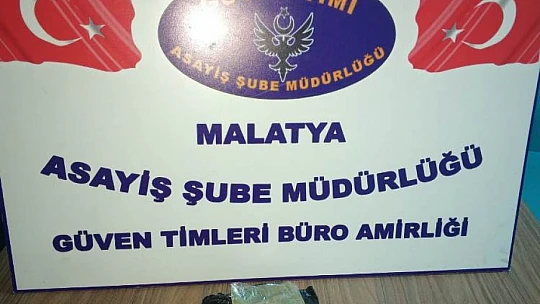 ASAYİŞ ŞUBE MÜDÜRLÜĞÜ
MALATYA
ASAYİŞ ŞUBE MÜDÜRLÜĞÜ
GÜVEN TİMLERİ BÜRO AMİRLİĞİ